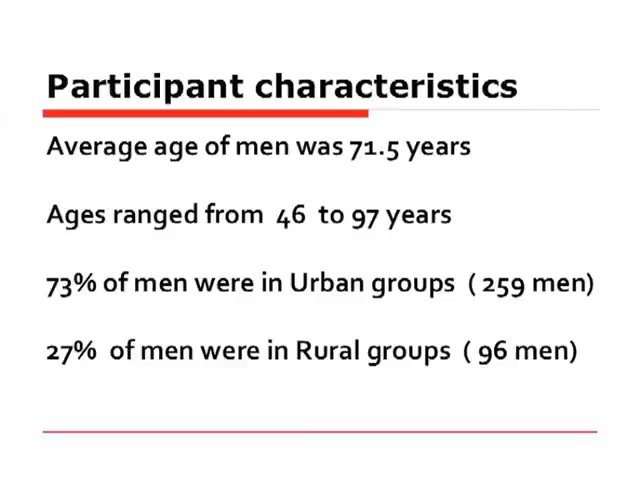 Participant characteristics
Average age of men was 71.5 years
Ages ranged from 46 to 97 years
73% of men were in Urban groups ( 259 men)
27% of men were in Rural groups ( 96 men)